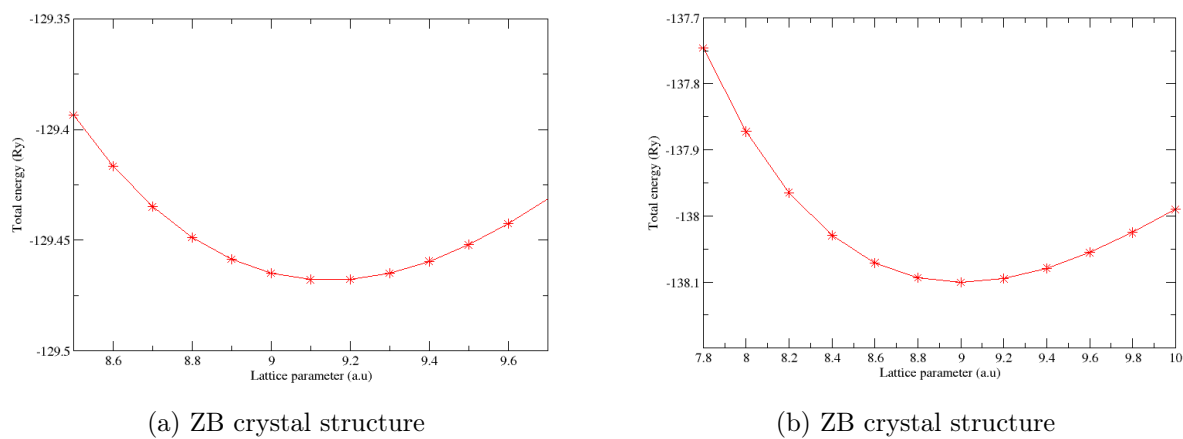 -129.35
-129.4
-129.45
-129.5
Total energy (Ry)
8.6 8.8 9 9.2 9.4 9.6
Lattice parameter (a.u)
(a) ZB crystal structure
-137.7
-137.8
-137.9
-138
-138.1
Total energy (Ry)
7.8 8 8.2 8.4 8.6 8.8 9 9.2 9.4 9.6 9.8 10
Lattice parameter (a.u)
(b) ZB crystal structure